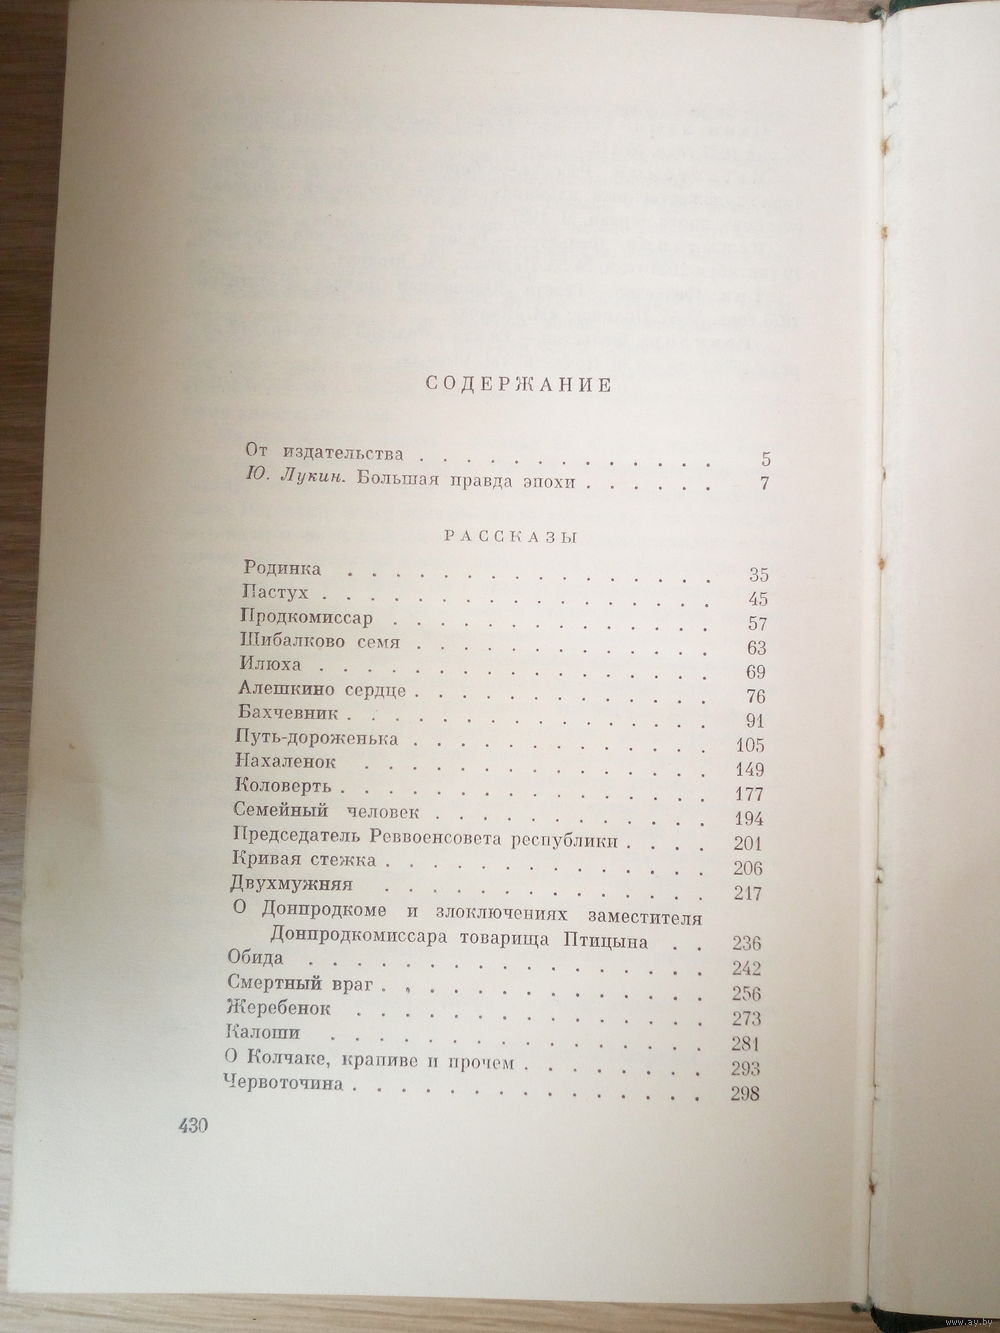 СОДЕРЖАНИЕ
От издательства . . . . . . . . . . . . . 5
Ю. Лукин. Большая правда эпохи . . . . . . 7
РАССКАЗЫ
Родинка . . . . . . . . . . . . . . . 35
Пастух . . . . . . . . . . . . . . . . 45
Продкомиссар . . . . . . . . . . . . . 57
Шибалково семя . . . . . . . . . . . . 63
Илюха . . . . . . . . . . . . . . . . 69
Алешкино сердце . . . . . . . . . . . . 76
Бахчевник . . . . . . . . . . . . . . . 91
Путь-дороженька . . . . . . . . . . . . 105
Нахаленок . . . . . . . . . . . . . . 149
Коловерть . . . . . . . . . . . . . . . 177
Семейный человек . . . . . . . . . . . 194
Председатель Реввоенсовета республики . . . . 201
Кривая стежка . . . . . . . . . . . . . 206
Двухмужняя . . . . . . . . . . . . . 217
О Донпродкоме и злоключениях заместителя
Донпродкомиссара товарища Птицына . . 236
Обида . . . . . . . . . . . . . . . . 242
Смертный враг . . . . . . . . . . . . . 256
Жеребенок . . . . . . . . . . . . . . 273
Калоши . . . . . . . . . . . . . . . 281
О Колчаке, крапиве и прочем . . . . . . . . 293
Червоточина . . . . . . . . . . . . . . 298
430
www.ay.by